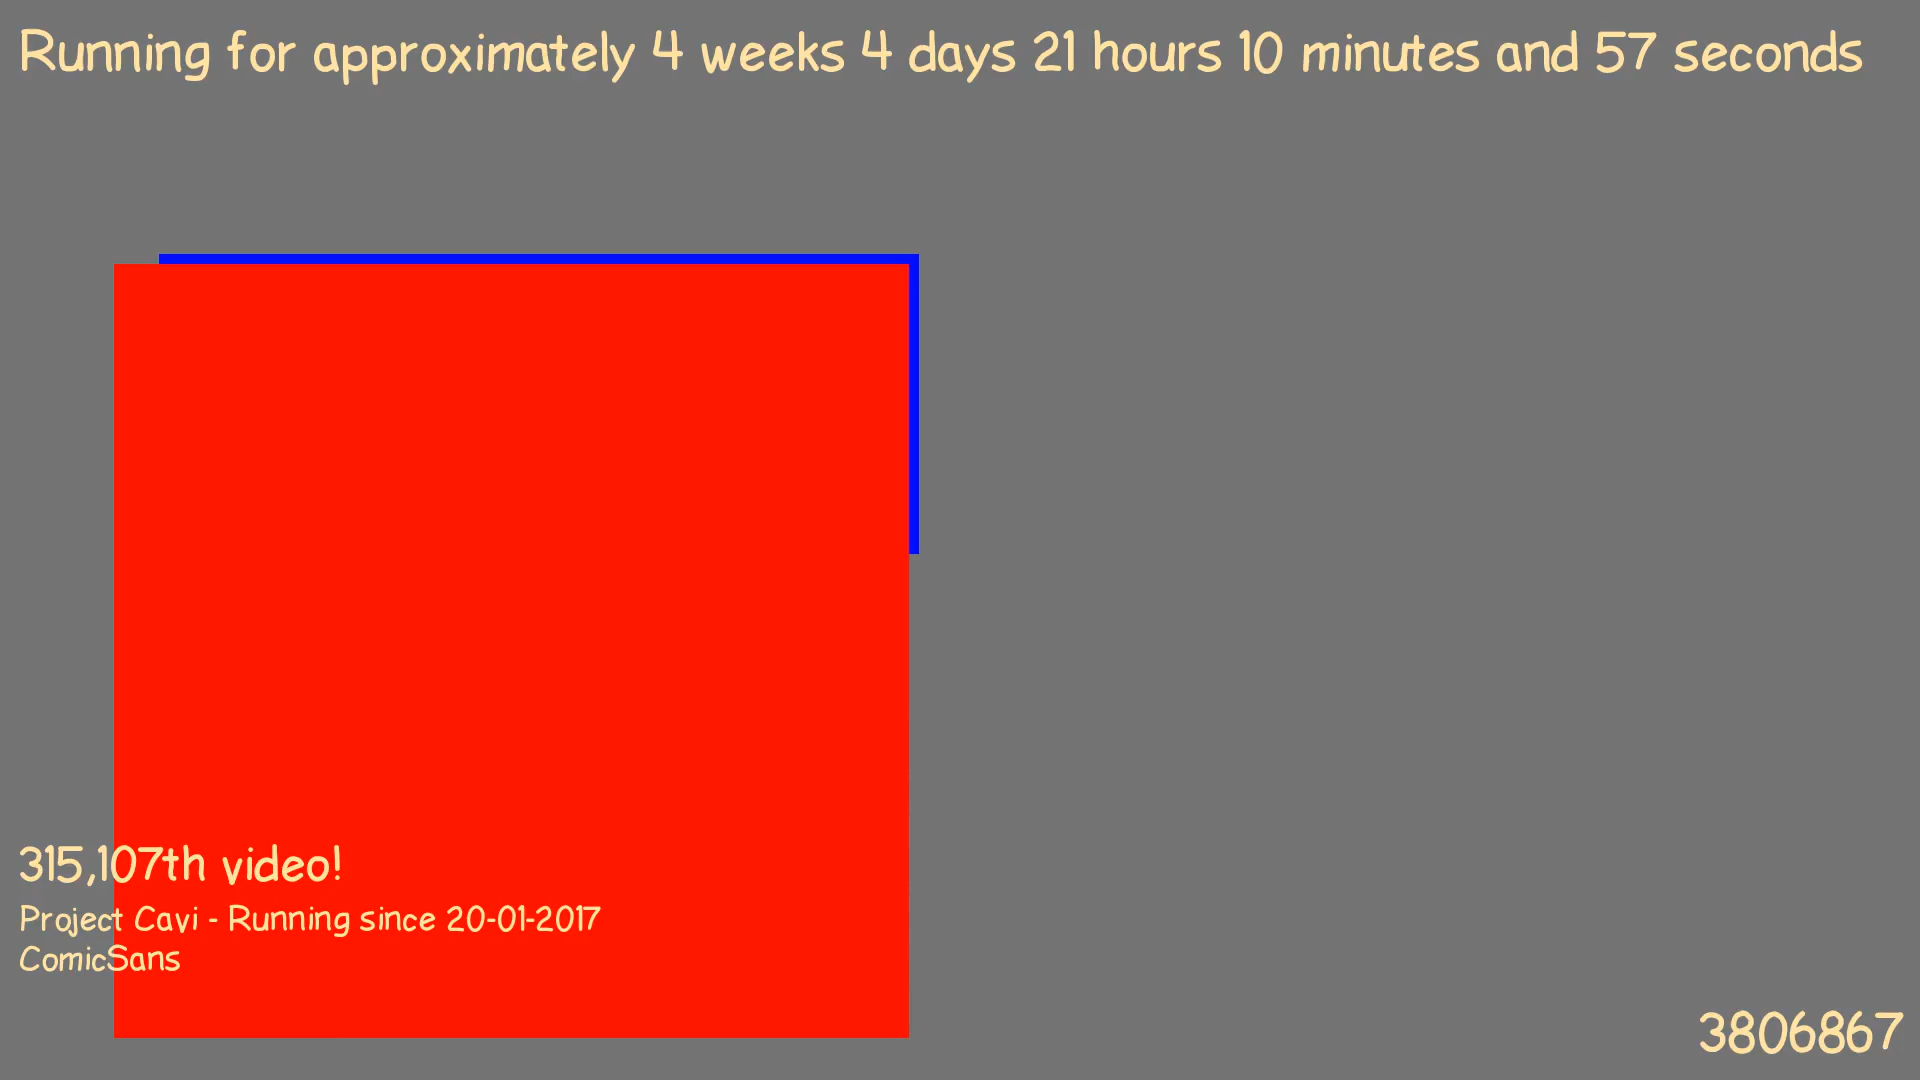 Running for approximately 4 weeks 4 days 21 hours 10 minutes and 57 seconds
315,107th video!
Project Cavi - Running since 20-01-2017
ComicSans
3806867